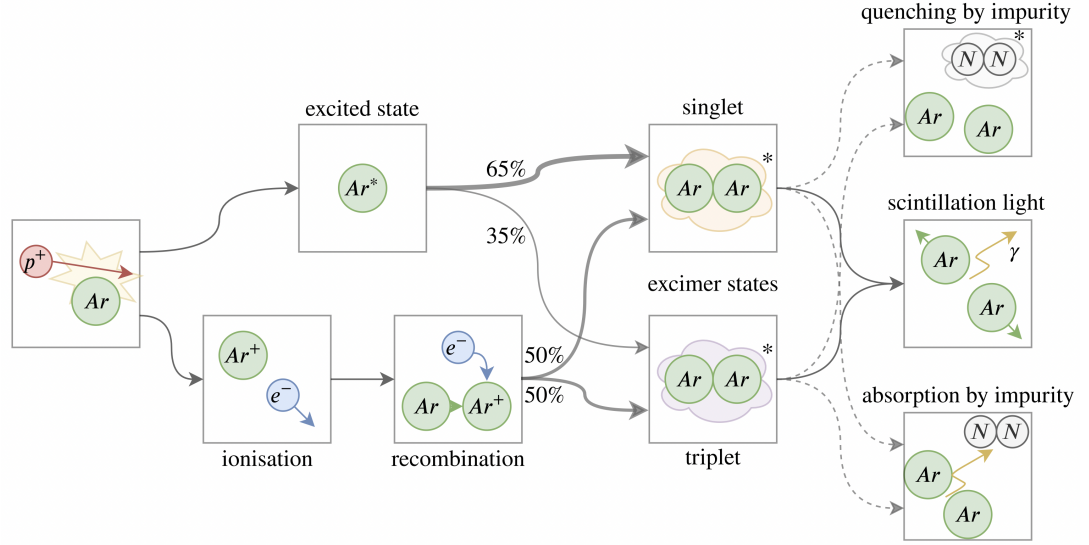 quenching by impurity
N N *
Ar
Ar
excited state
Ar*
65%
35%
singlet
Ar Ar *
scintillation light
Ar
γ
Ar
p⁺
Ar
excimer states
Ar⁺
e⁻
ionisation
e⁻
Ar Ar⁺
recombination
50%
50%
Ar Ar *
triplet
absorption by impurity
N N
Ar
Ar